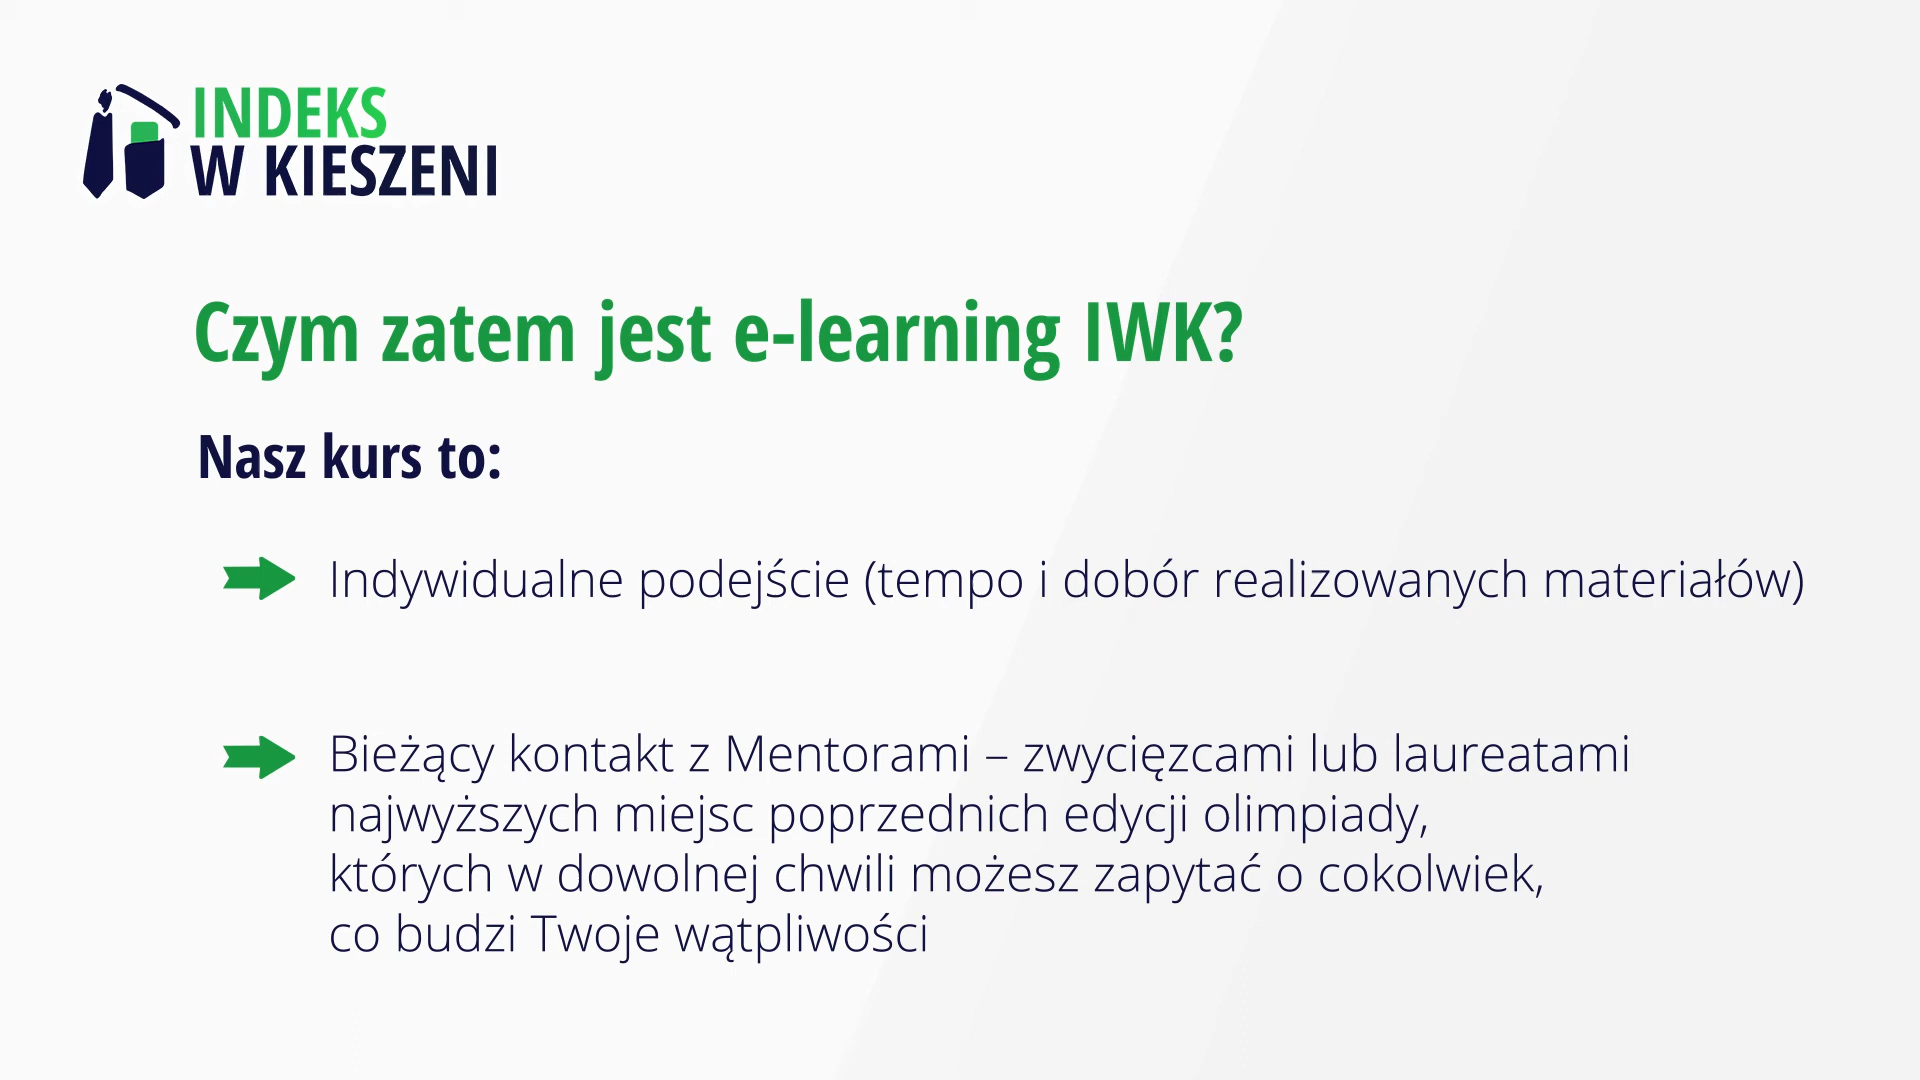 INDEKS
W KIESZENI
Czym zatem jest e-learning IWK?
Nasz kurs to:
Indywidualne podejście (tempo i dobór realizowanych materiałów)
Bieżący kontakt z Mentorami – zwycięzcami lub laureatami
najwyższych miejsc poprzednich edycji olimpiady,
których w dowolnej chwili możesz zapytać o cokolwiek,
co budzi Twoje wątpliwości